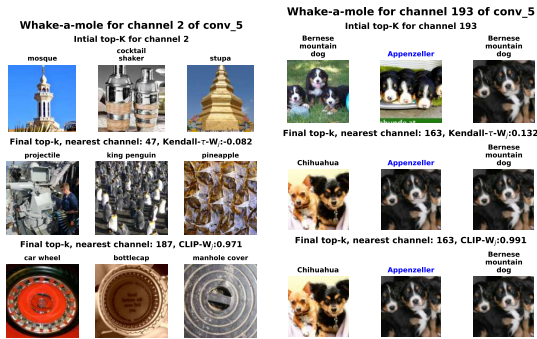 Whake-a-mole for channel 2 of conv_5
Intial top-K for channel 2
mosque
cocktail
shaker
stupa
Final top-k, nearest channel: 47, Kendall-τ-Wⱼ:-0.082
projectile
king penguin
pineapple
Final top-k, nearest channel: 187, CLIP-Wⱼ:0.971
car wheel
bottlecap
manhole cover
Whake-a-mole for channel 193 of conv_5
Intial top-K for channel 193
Bernese
mountain
dog
Appenzeller
Bernese
mountain
dog
Final top-k, nearest channel: 163, Kendall-τ-Wⱼ:0.132
Chihuahua
Appenzeller
Bernese
mountain
dog
Final top-k, nearest channel: 163, CLIP-Wⱼ:0.991
Chihuahua
Appenzeller
Bernese
mountain
dog